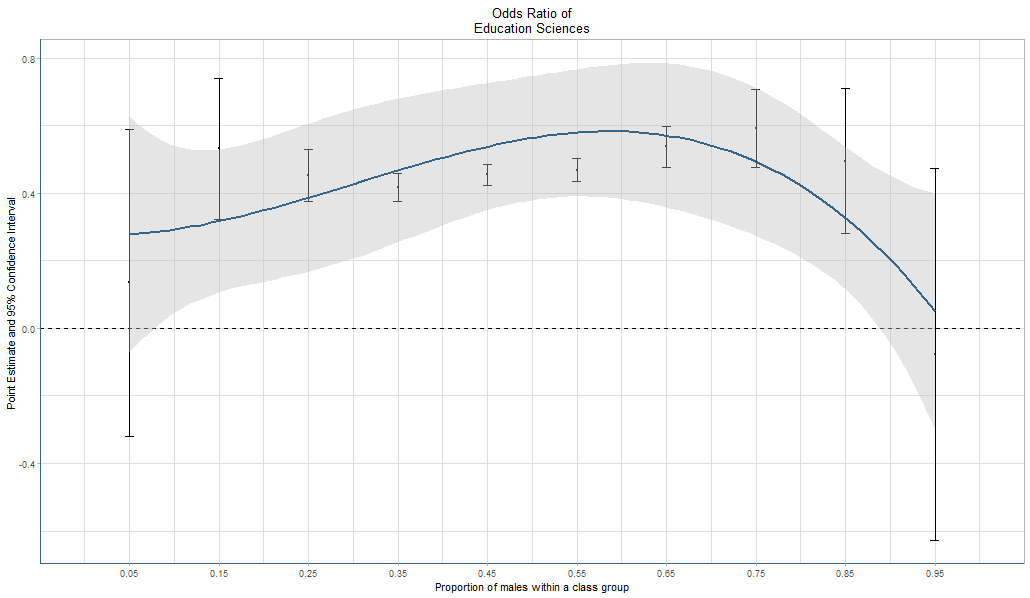 Odds Ratio of
Education Sciences
Point Estimate and 95% Confidence Interval
0.8
0.4
0.0
-0.4
0.05 0.15 0.25 0.35 0.45 0.55 0.65 0.75 0.85 0.95
Proportion of males within a class group